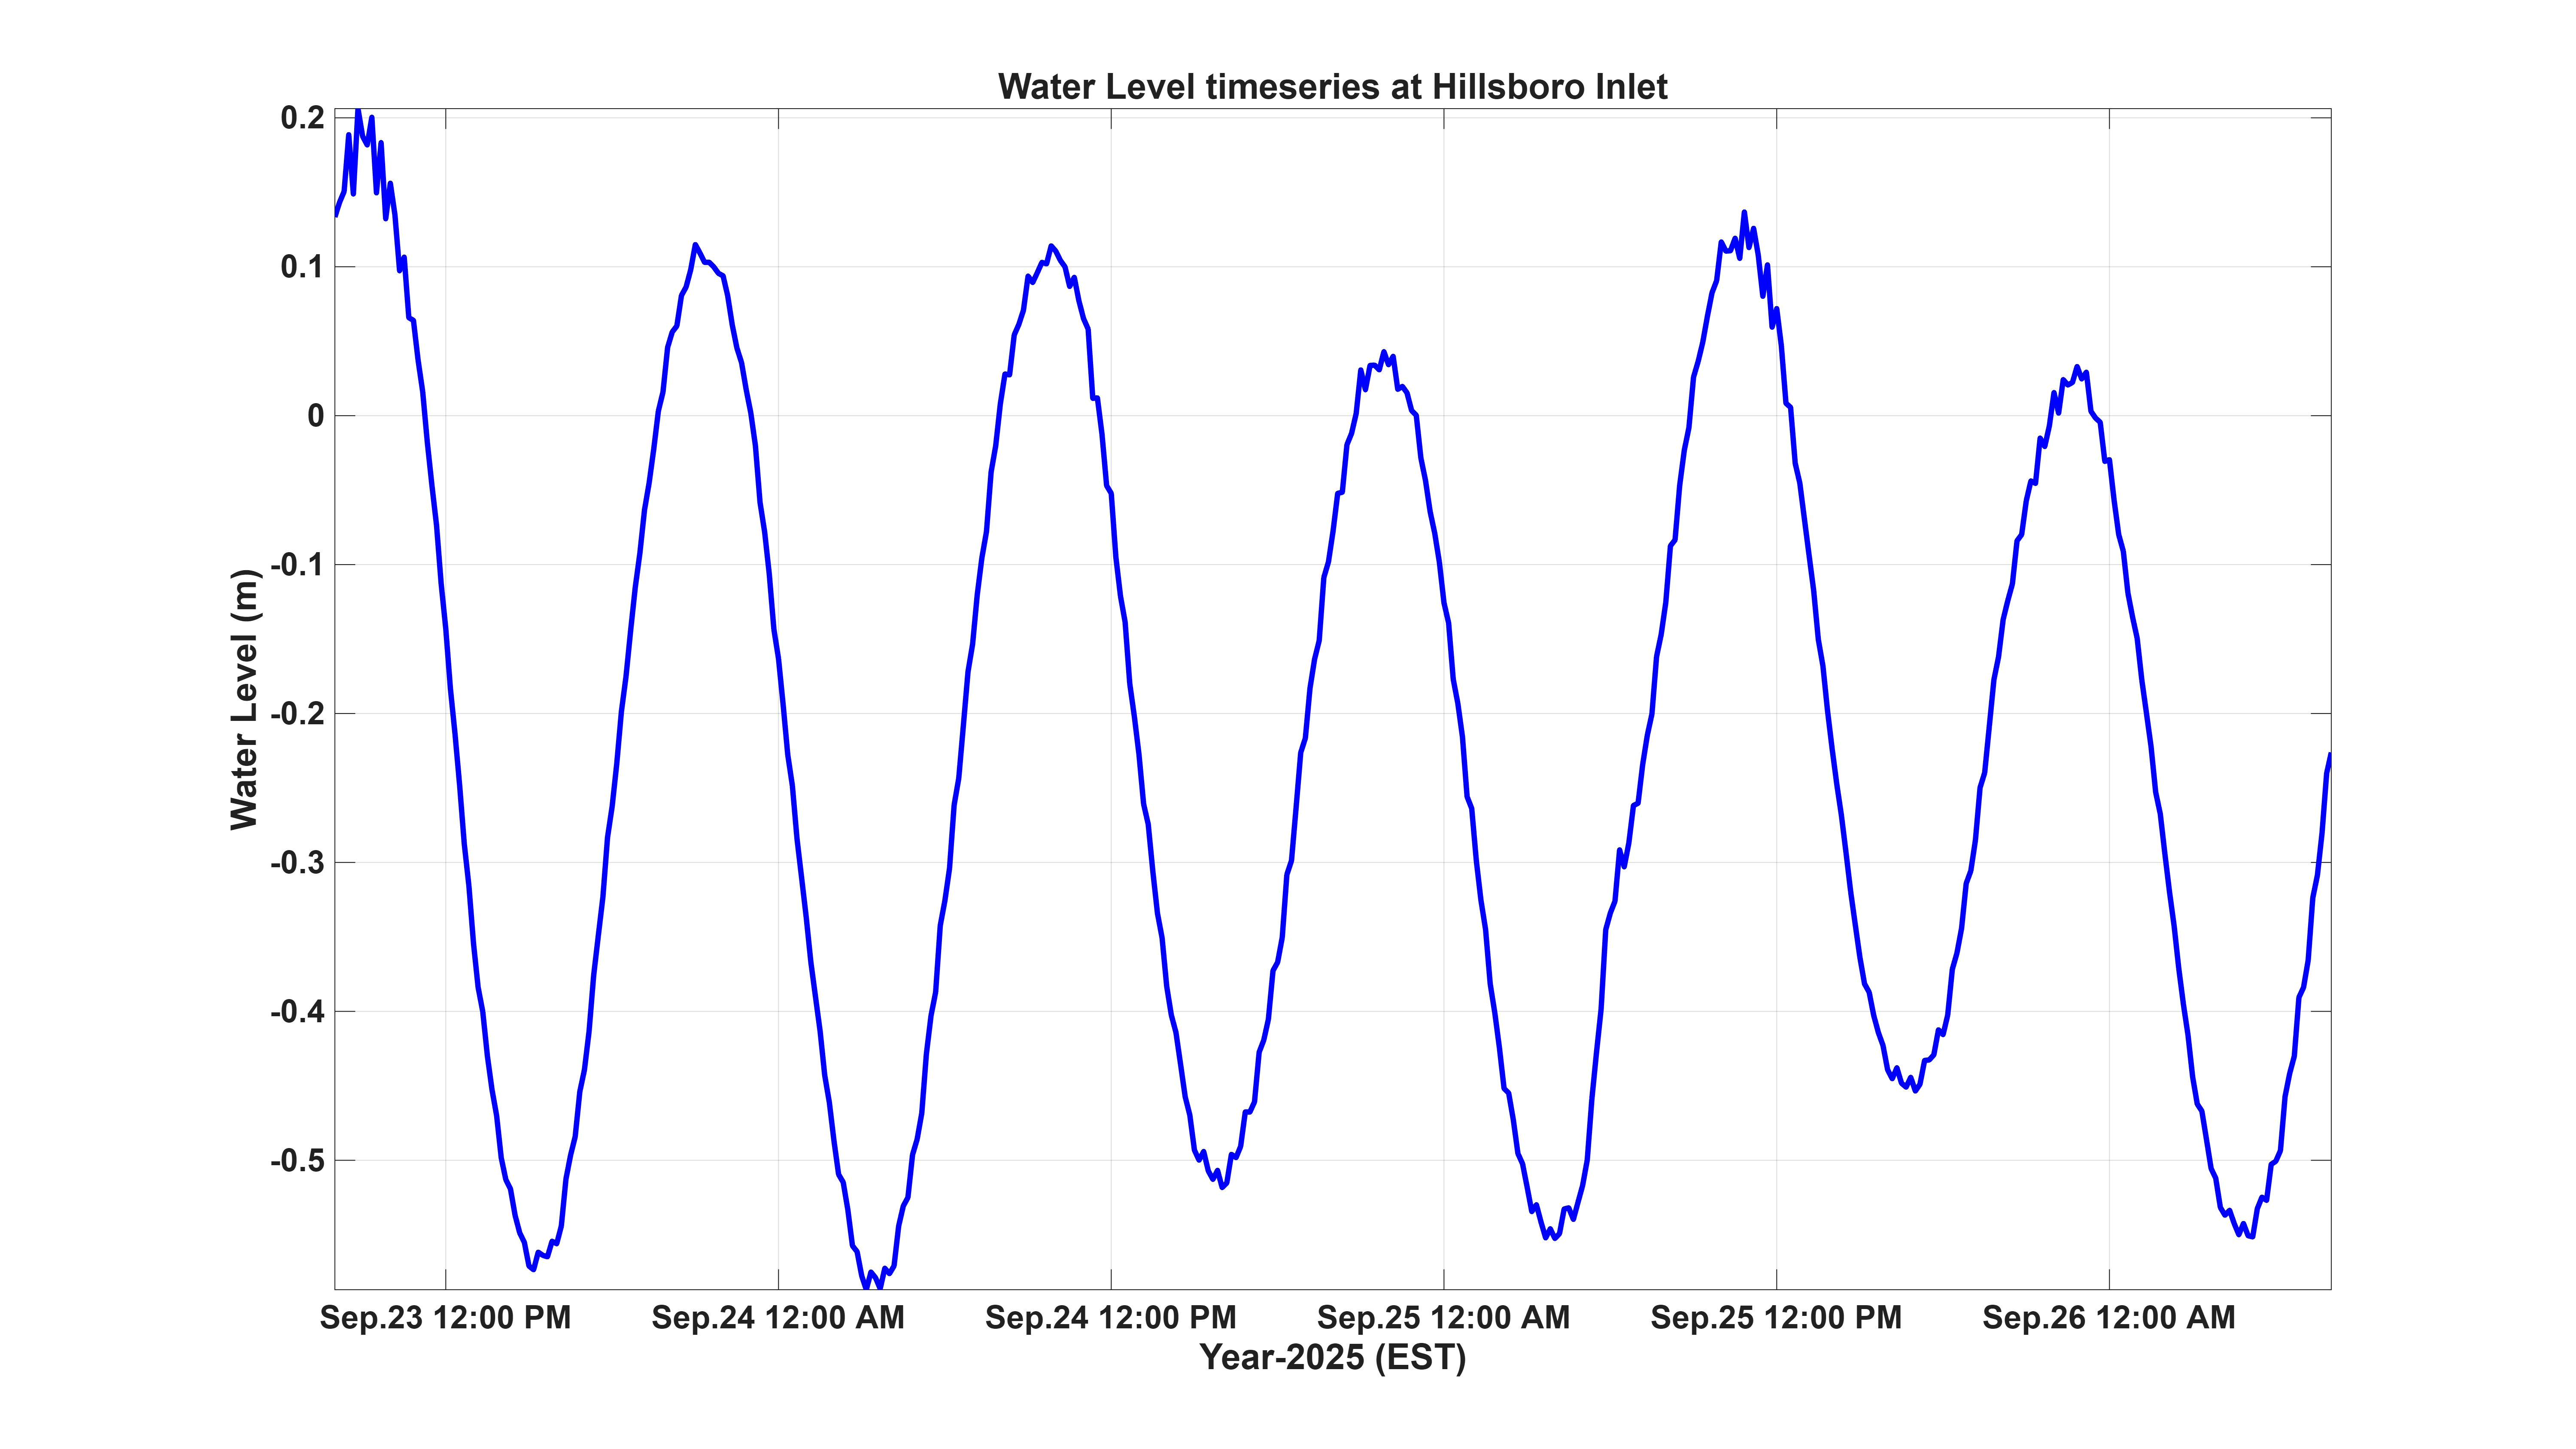 Water Level timeseries at Hillsboro Inlet
0.2
0.1
0
-0.1
-0.2
-0.3
-0.4
-0.5
Water Level (m)
Sep.23 12:00 PM Sep.24 12:00 AM Sep.24 12:00 PM Sep.25 12:00 AM Sep.25 12:00 PM Sep.26 12:00 AM
Year-2025 (EST)